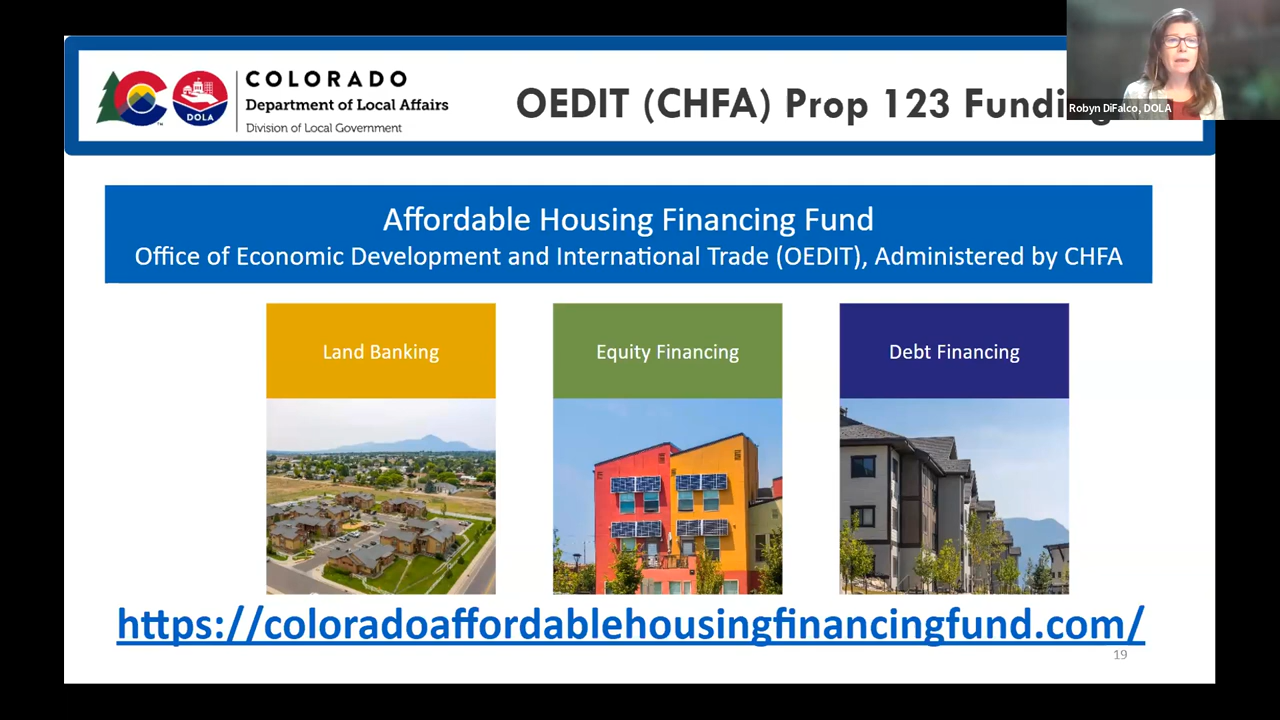 COLORADO
Department of Local Affairs
Division of Local Government
DOLA
OEDIT (CHFA) Prop 123 Funding
Robyn DiFalco, DOLA
Affordable Housing Financing Fund
Office of Economic Development and International Trade (OEDIT), Administered by CHFA
Land Banking
Equity Financing
Debt Financing
https://coloradoaffordablehousingfinancingfund.com/
19